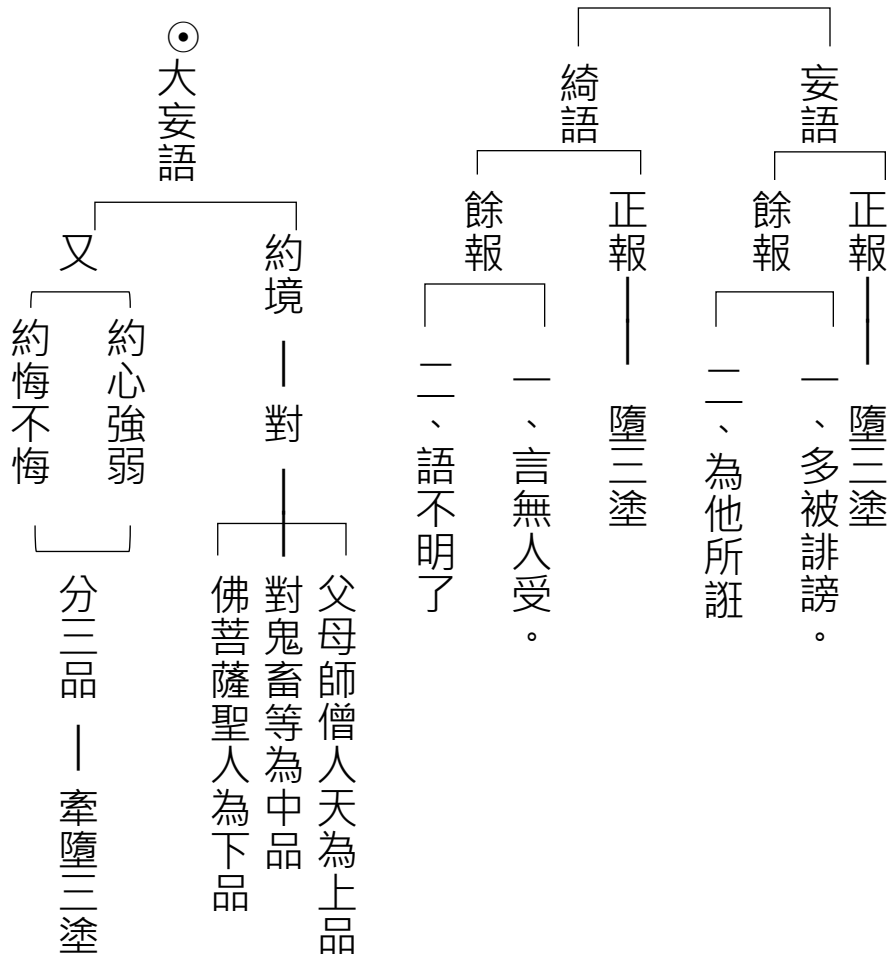 妄語
正報
墮三塗
餘報
一、多被誹謗。
二、為他所誑
綺語
正報
墮三塗
餘報
一、言無人受。
二、語不明了
⊙大妄語
約境
對
父母師僧人天為上品
對鬼畜等為中品
佛菩薩聖人為下品
又
約心強弱
約悔不悔
分三品
牽墮三塗